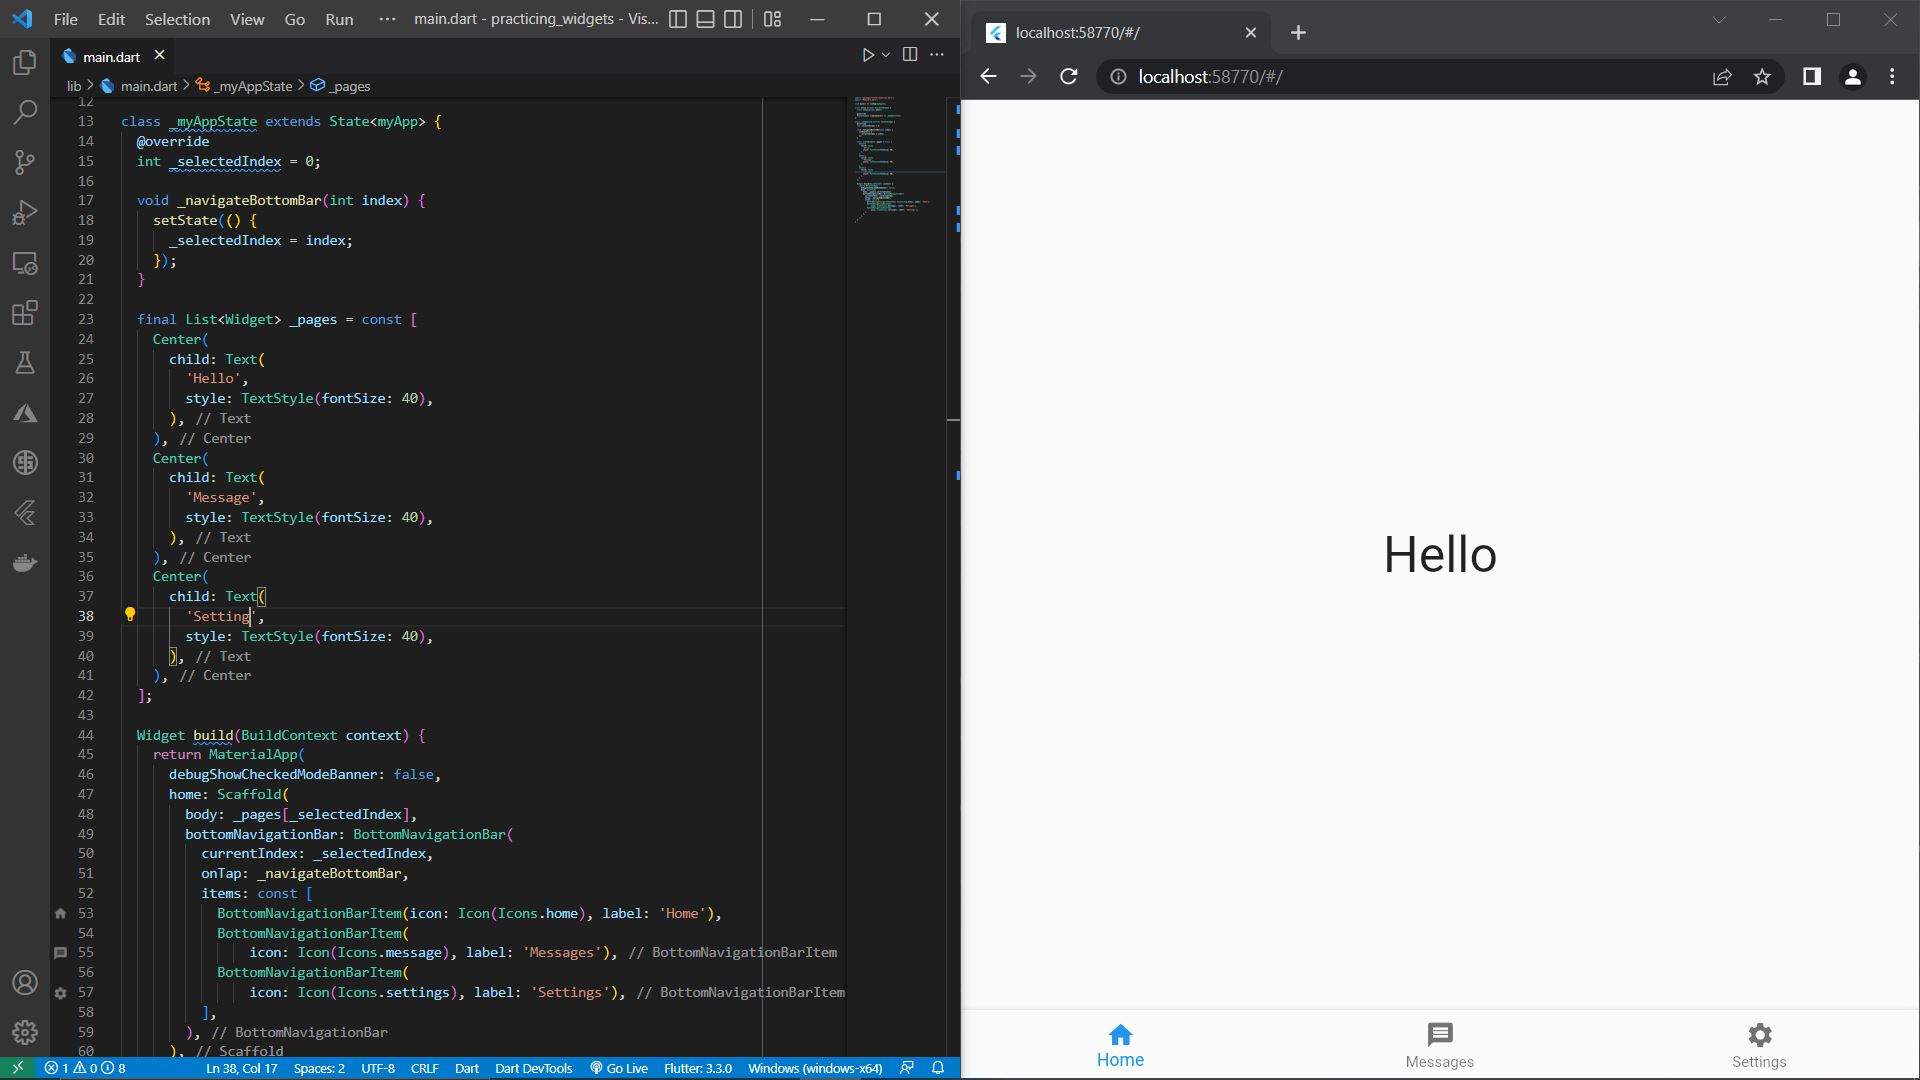 File Edit Selection View Go Run ··· main.dart - practicing_widgets - Vis...
main.dart
lib > main.dart > _myAppState > _pages
12
13 class _myAppState extends State<myApp> {
14 @override
15 int _selectedIndex = 0;
16
17 void _navigateBottomBar(int index) {
18 setState(() {
19 _selectedIndex = index;
20 });
21 }
22
23 final List<Widget> _pages = const [
24 Center(
25 child: Text(
26 'Hello',
27 style: TextStyle(fontSize: 40),
28 ), // Text
29 ), // Center
30 Center(
31 child: Text(
32 'Message',
33 style: TextStyle(fontSize: 40),
34 ), // Text
35 ), // Center
36 Center(
37 child: Text(
38 'Setting',
39 style: TextStyle(fontSize: 40),
40 ), // Text
41 ), // Center
42 ];
43
44 Widget build(BuildContext context) {
45 return MaterialApp(
46 debugShowCheckedModeBanner: false,
47 home: Scaffold(
48 body: _pages[_selectedIndex],
49 bottomNavigationBar: BottomNavigationBar(
50 currentIndex: _selectedIndex,
51 onTap: _navigateBottomBar,
52 items: const [
53 BottomNavigationBarItem(icon: Icon(Icons.home), label: 'Home'),
54 BottomNavigationBarItem(
55 icon: Icon(Icons.message), label: 'Messages'), // BottomNavigationBarItem
56 BottomNavigationBarItem(
57 icon: Icon(Icons.settings), label: 'Settings'), // BottomNavigationBarItem
58 ],
59 ), // BottomNavigationBar
60 ), // Scaffold
1 0 8 Ln 38, Col 17 Spaces: 2 UTF-8 CRLF Dart Dart DevTools Go Live Flutter: 3.3.0 Windows (windows-x64)
localhost:58770/#/
localhost:58770/#/
Hello
Home Messages Settings